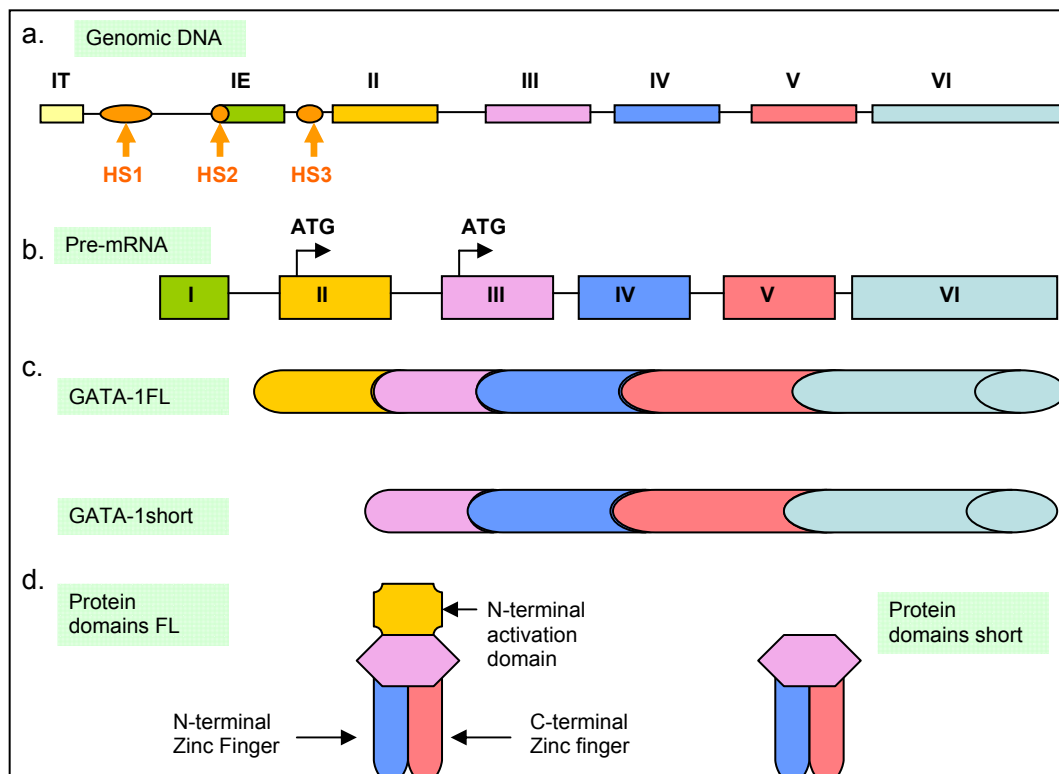 a.
Genomic DNA
IT IE II III IV V VI
HS1 HS2 HS3
b.
Pre-mRNA
ATG ATG
I II III IV V VI
c.
GATA-1FL
GATA-1short
d.
Protein
domains FL
N-terminal
activation
domain
Protein
domains short
N-terminal
Zinc Finger
C-terminal
Zinc finger